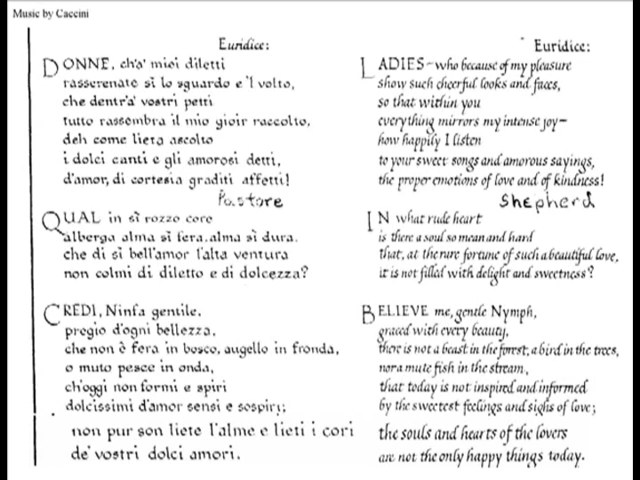 Music by Caccini
Euridice:
DONNE, ch'a' miei diletti
rasserenate sì lo sguardo e 'l volto,
che dentr'a' vostri petti
tutto rassembra il mio gioir raccolto,
deh come lieta ascolto
i dolci canti e gli amorosi detti,
d'amor, di cortesia graditi affetti!
Pastore
QUAL in sì rozzo core
alberga alma sì fera, alma sì dura,
che di sì bell'amor l'alta ventura
non colmi di diletto e di dolcezza?
CREDI, Ninfa gentile,
pregio d'ogni bellezza,
che non è fera in bosco, augello in fronda,
o muto pesce in onda,
ch'oggi non formi e spiri
dolcissimi d'amor sensi e sospiri;
non pur son liete l'alme e lieti i cori
de' vostri dolci amori.
Euridice:
LADIES – who because of my pleasure
show such cheerful looks and faces,
so that within you
everything mirrors my intense joy –
how happily I listen
to your sweet songs and amorous sayings,
the proper emotions of love and of kindness!
Shepherd
IN what rude heart
is there a soul so mean and hard
that, at the rare fortune of such a beautiful love,
it is not filled with delight and sweetness?
BELIEVE me, gentle Nymph,
graced with every beauty,
there is not a beast in the forest, a bird in the trees,
nor a mute fish in the stream,
that today is not inspired and informed
by the sweetest feelings and sighs of love;
the souls and hearts of the lovers
are not the only happy things today.